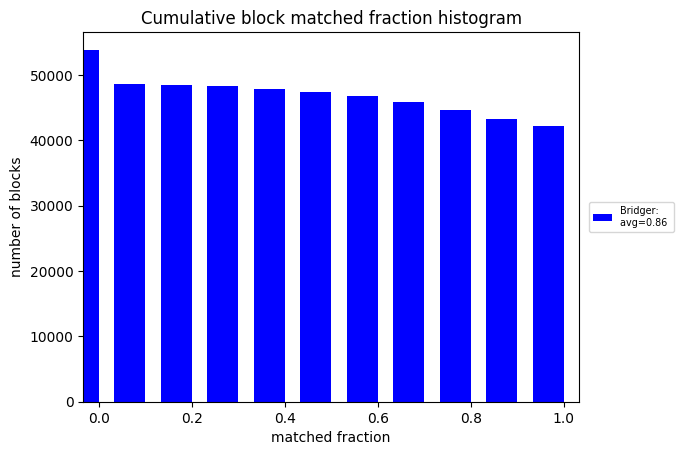 Cumulative block matched fraction histogram
50000
40000
30000
20000
10000
0
number of blocks
0.0 0.2 0.4 0.6 0.8 1.0
matched fraction
Bridger:
avg=0.86